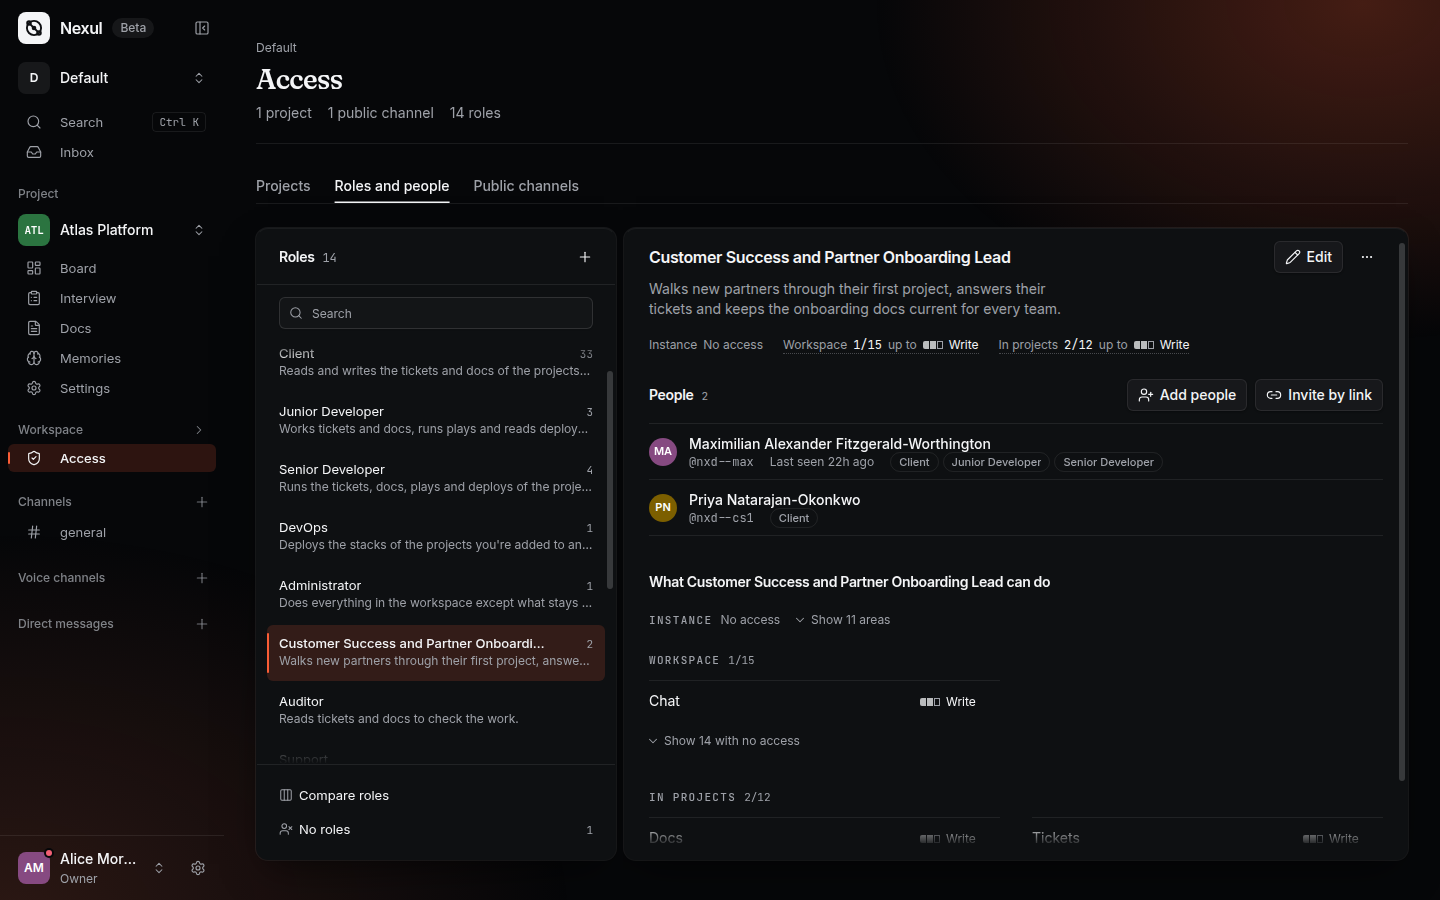 Nexul Beta
D Default
Search Ctrl K
Inbox
Project
ATL Atlas Platform
Board
Interview
Docs
Memories
Settings
Workspace
Access
Channels
general
Voice channels
Direct messages
AM Alice Mor...
Owner
Default
Access
1 project 1 public channel 14 roles
Projects Roles and people Public channels
Roles 14
Search
Client 33
Reads and writes the tickets and docs of the projects...
Junior Developer 3
Works tickets and docs, runs plays and reads deploy...
Senior Developer 4
Runs the tickets, docs, plays and deploys of the proje...
DevOps 1
Deploys the stacks of the projects you're added to an...
Administrator 1
Does everything in the workspace except what stays ...
Customer Success and Partner Onboardi... 2
Walks new partners through their first project, answe...
Auditor
Reads tickets and docs to check the work.
Support
Compare roles
No roles 1
Customer Success and Partner Onboarding Lead
Edit
Walks new partners through their first project, answers their
tickets and keeps the onboarding docs current for every team.
Instance No access Workspace 1/15 up to Write In projects 2/12 up to Write
People 2 Add people Invite by link
MA Maximilian Alexander Fitzgerald-Worthington
@nxd--max Last seen 22h ago Client Junior Developer Senior Developer
PN Priya Natarajan-Okonkwo
@nxd--cs1 Client
What Customer Success and Partner Onboarding Lead can do
INSTANCE No access Show 11 areas
WORKSPACE 1/15
Chat Write
Show 14 with no access
IN PROJECTS 2/12
Docs Write Tickets Write